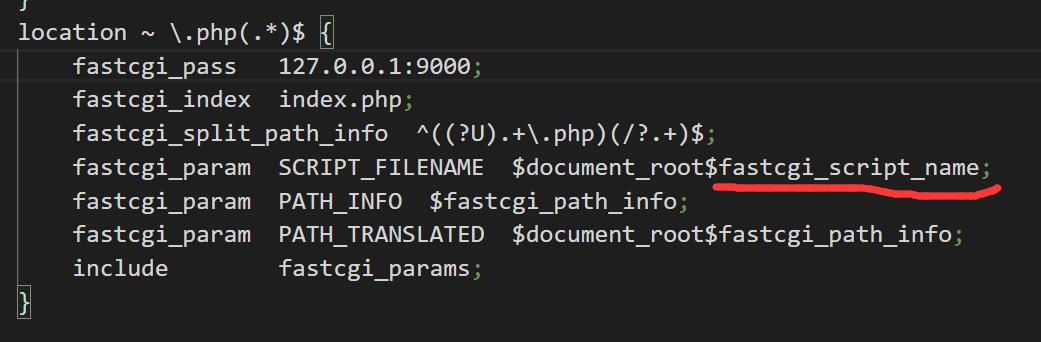 }
location ~ \.php(.*)$ {
    fastcgi_pass   127.0.0.1:9000;
    fastcgi_index  index.php;
    fastcgi_split_path_info  ^((?U).+\.php)(/?.+)$;
    fastcgi_param  SCRIPT_FILENAME  $document_root$fastcgi_script_name;
    fastcgi_param  PATH_INFO  $fastcgi_path_info;
    fastcgi_param  PATH_TRANSLATED  $document_root$fastcgi_path_info;
    include        fastcgi_params;
}